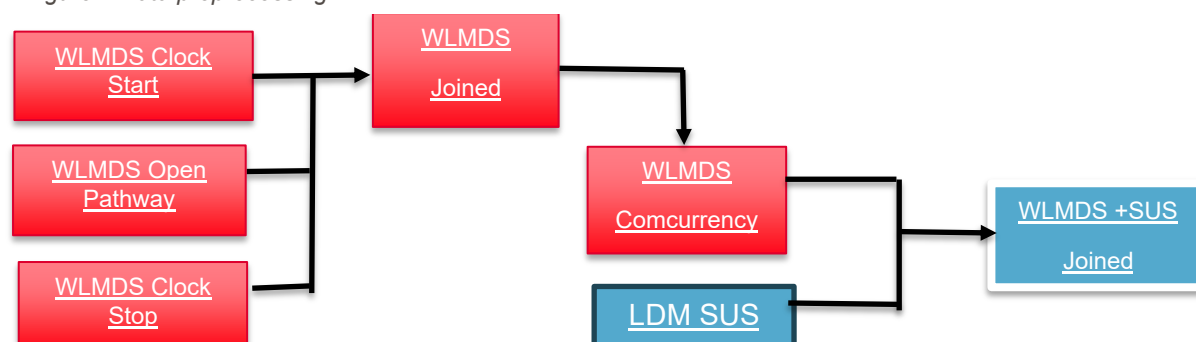 WLMDS Clock
Start
WLMDS Open
Pathway
WLMDS Clock
Stop
WLMDS
Joined
WLMDS
Comcurrency
LDM SUS
WLMDS +SUS
Joined